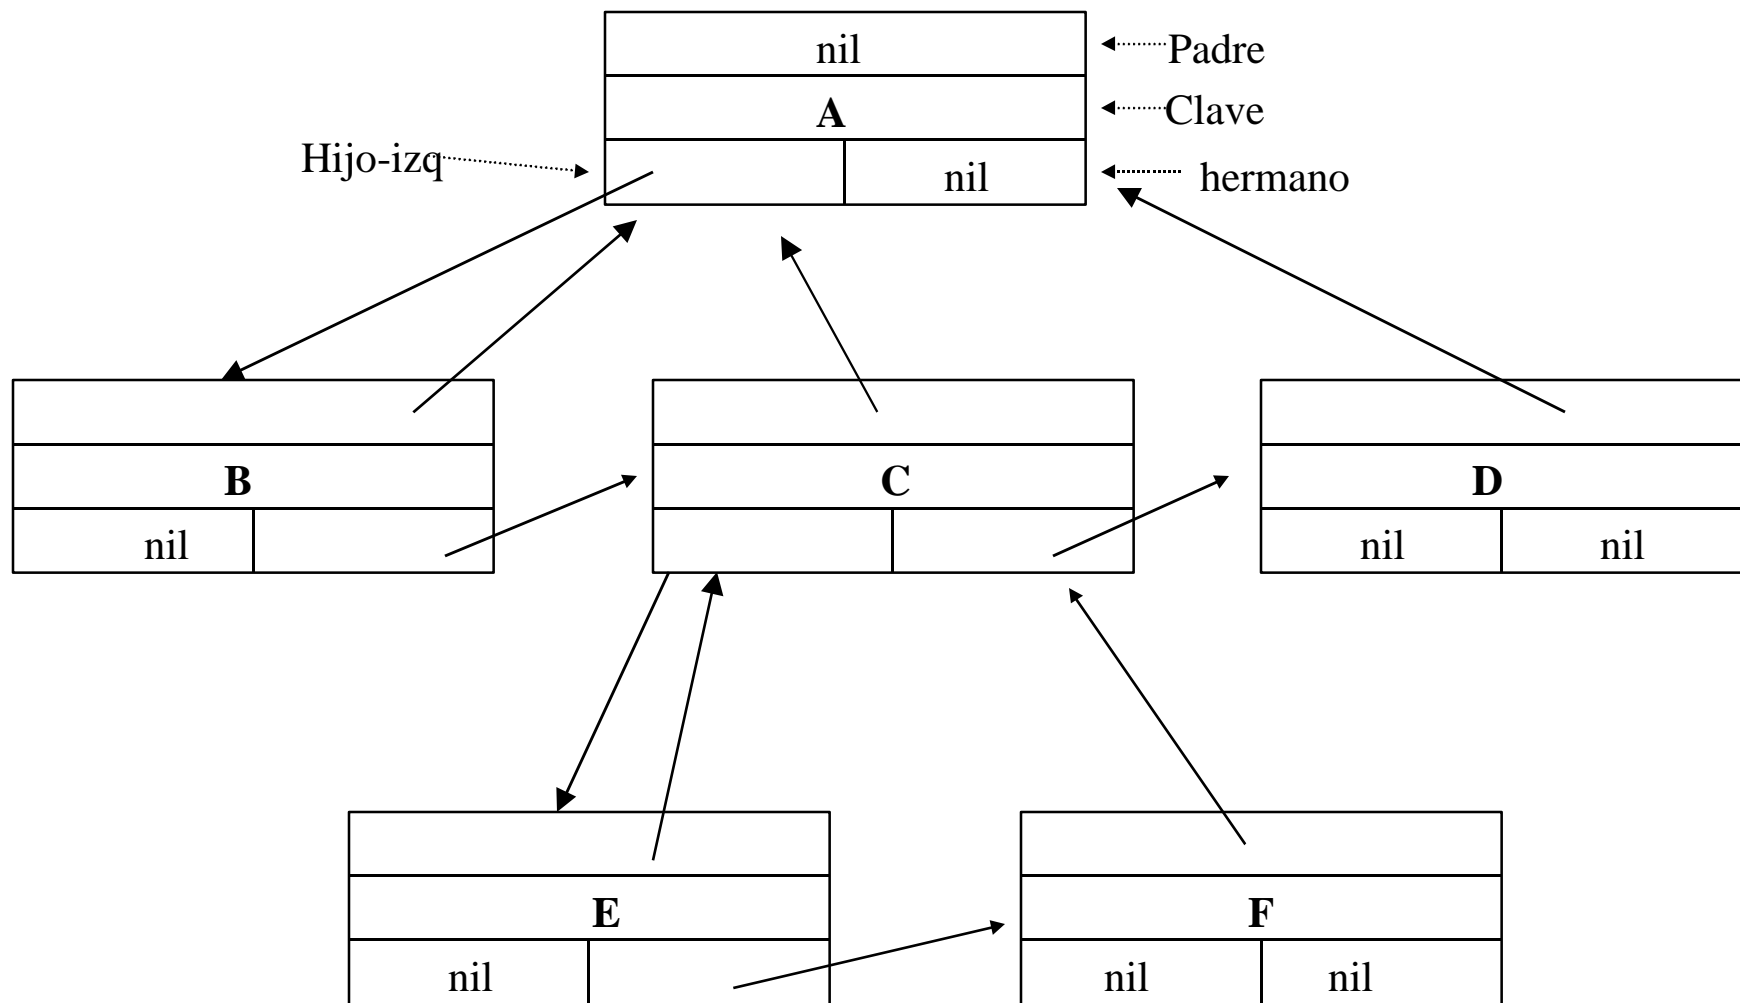 nil
Padre
A
Clave
Hijo-izq
nil
hermano
B
C
D
nil
nil
nil
E
F
nil
nil
nil